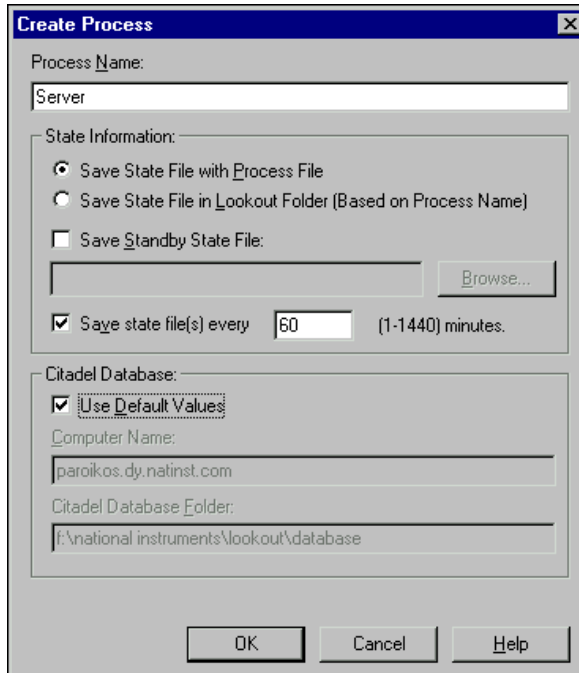 Create Process
Process Name:
Server
State Information:
Save State File with Process File
Save State File in Lookout Folder (Based on Process Name)
Save Standby State File:
Browse...
Save state file(s) every 60 (1-1440) minutes.
Citadel Database:
Use Default Values
Computer Name:
paroikos.dy.natinst.com
Citadel Database Folder:
f:\national instruments\lookout\database
OK Cancel Help